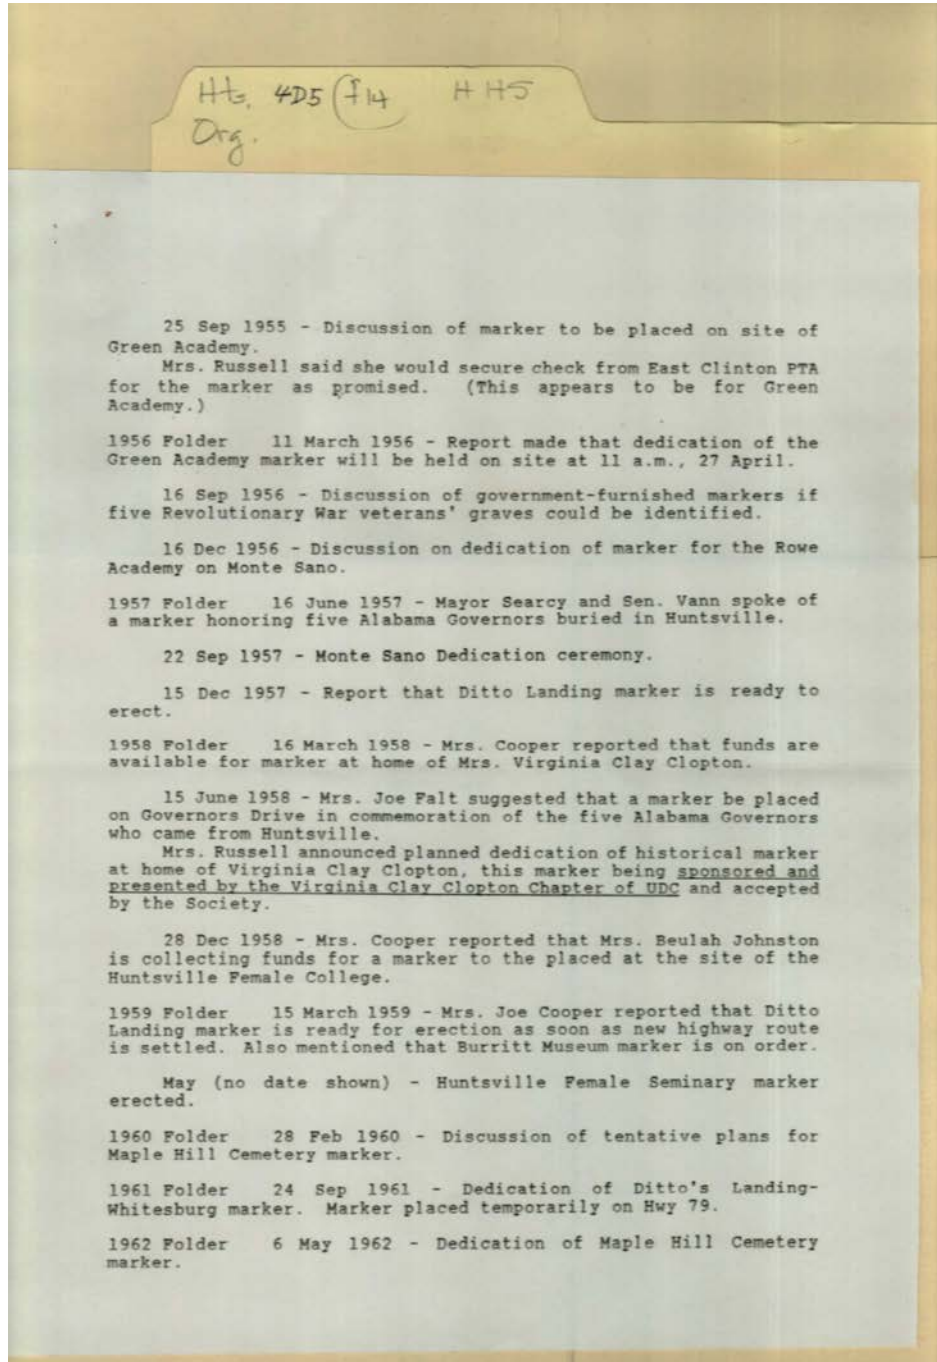 Hts. 4D5 (f14 H HS
Org.
25 Sep 1955 - Discussion of marker to be placed on site of
Green Academy.
Mrs. Russell said she would secure check from East Clinton PTA
for the marker as promised. (This appears to be for Green
Academy.)
1956 Folder 11 March 1956 - Report made that dedication of the
Green Academy marker will be held on site at 11 a.m., 27 April.
16 Sep 1956 - Discussion of government-furnished markers if
five Revolutionary War veterans' graves could be identified.
16 Dec 1956 - Discussion on dedication of marker for the Rowe
Academy on Monte Sano.
1957 Folder 16 June 1957 - Mayor Searcy and Sen. Vann spoke of
a marker honoring five Alabama Governors buried in Huntsville.
22 Sep 1957 - Monte Sano Dedication ceremony.
15 Dec 1957 - Report that Ditto Landing marker is ready to
erect.
1958 Folder 16 March 1958 - Mrs. Cooper reported that funds are
available for marker at home of Mrs. Virginia Clay Clopton.
15 June 1958 - Mrs. Joe Falt suggested that a marker be placed
on Governors Drive in commemoration of the five Alabama Governors
who came from Huntsville.
Mrs. Russell announced planned dedication of historical marker
at home of Virginia Clay Clopton, this marker being sponsored and
presented by the Virginia Clay Clopton Chapter of UDC and accepted
by the Society.
28 Dec 1958 - Mrs. Cooper reported that Mrs. Beulah Johnston
is collecting funds for a marker to the placed at the site of the
Huntsville Female College.
1959 Folder 15 March 1959 - Mrs. Joe Cooper reported that Ditto
Landing marker is ready for erection as soon as new highway route
is settled. Also mentioned that Burritt Museum marker is on order.
May (no date shown) - Huntsville Female Seminary marker
erected.
1960 Folder 28 Feb 1960 - Discussion of tentative plans for
Maple Hill Cemetery marker.
1961 Folder 24 Sep 1961 - Dedication of Ditto's Landing-
Whitesburg marker. Marker placed temporarily on Hwy 79.
1962 Folder 6 May 1962 - Dedication of Maple Hill Cemetery
marker.